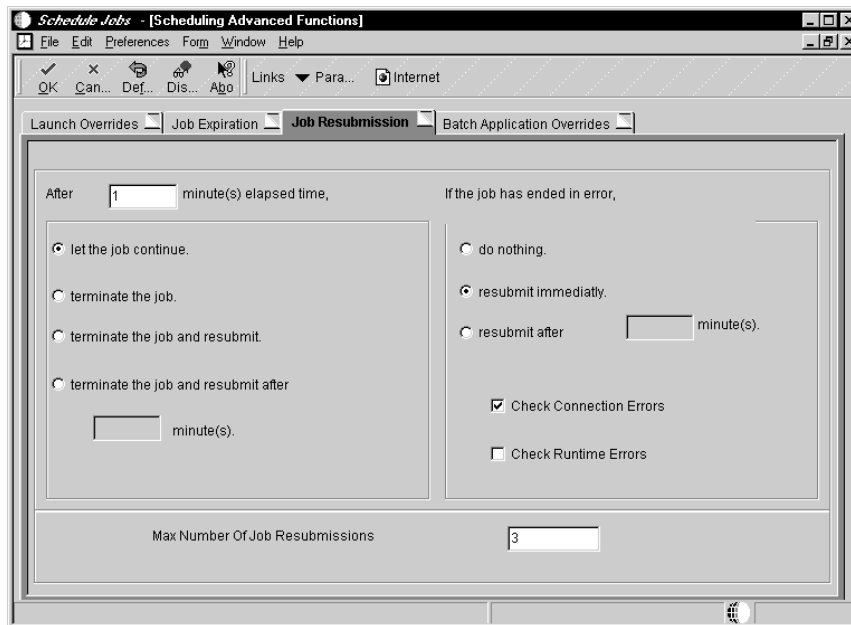 Schedule Jobs - [Scheduling Advanced Functions]
File Edit Preferences Form Window Help
OK Can... Def... Dis... Abo Links Para... Internet
Launch Overrides Job Expiration Job Resubmission Batch Application Overrides
After 1 minute(s) elapsed time,
let the job continue.
terminate the job.
terminate the job and resubmit.
terminate the job and resubmit after
minute(s).
If the job has ended in error,
do nothing.
resubmit immediatly.
resubmit after minute(s).
Check Connection Errors
Check Runtime Errors
Max Number Of Job Resubmissions 3